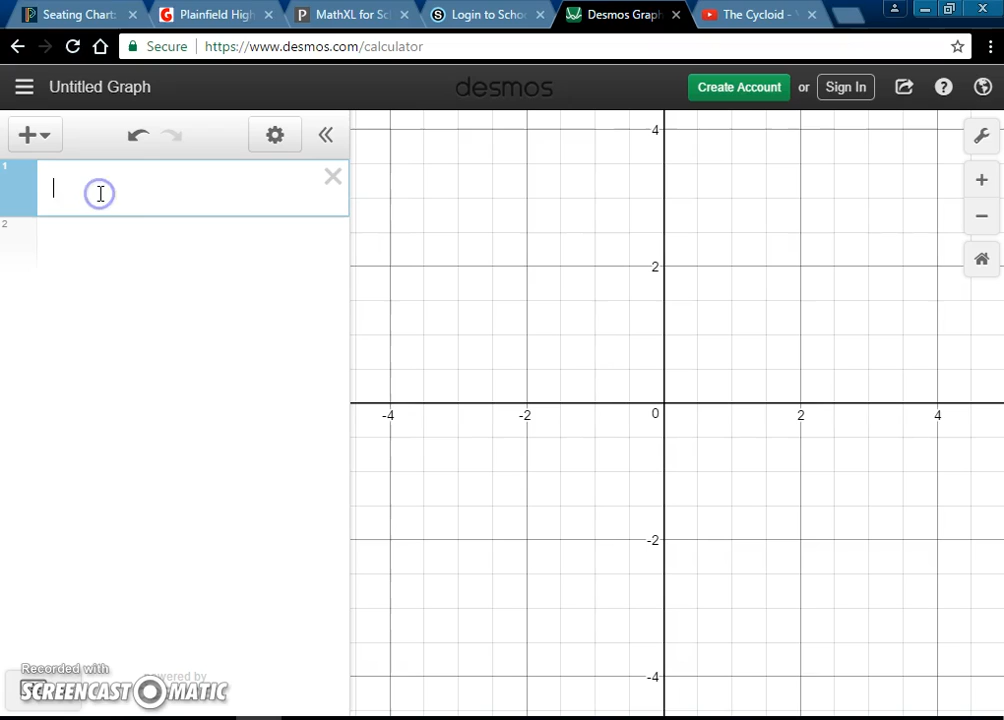 Seating Chart:
Plainfield High
MathXL for Sc
Login to Scho
Desmos Graph
The Cycloid - Y
Secure
https://www.desmos.com/calculator
Untitled Graph
desmos
Create Account or Sign In
1
2
4
2
-4
-2
0
2
4
-2
-4
Recorded with
powered by
SCREENCAST MATIC